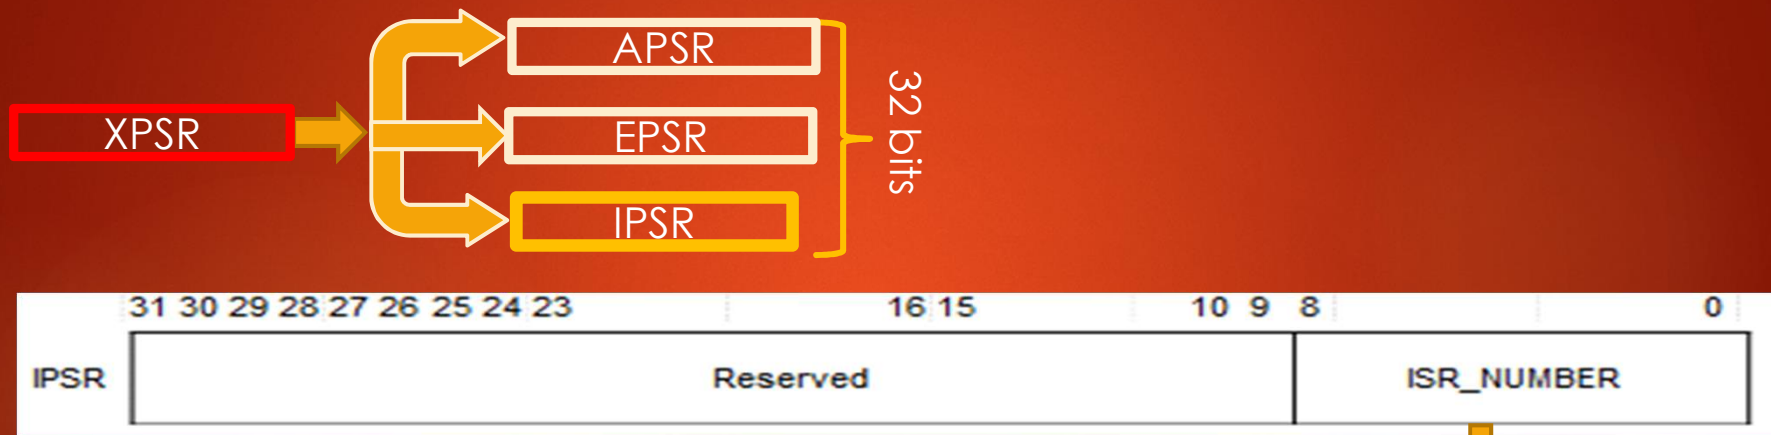 APSR
XPSR
EPSR
IPSR
32 bits
31 30 29 28 27 26 25 24 23 16 15 10 9 8 0
IPSR Reserved ISR_NUMBER